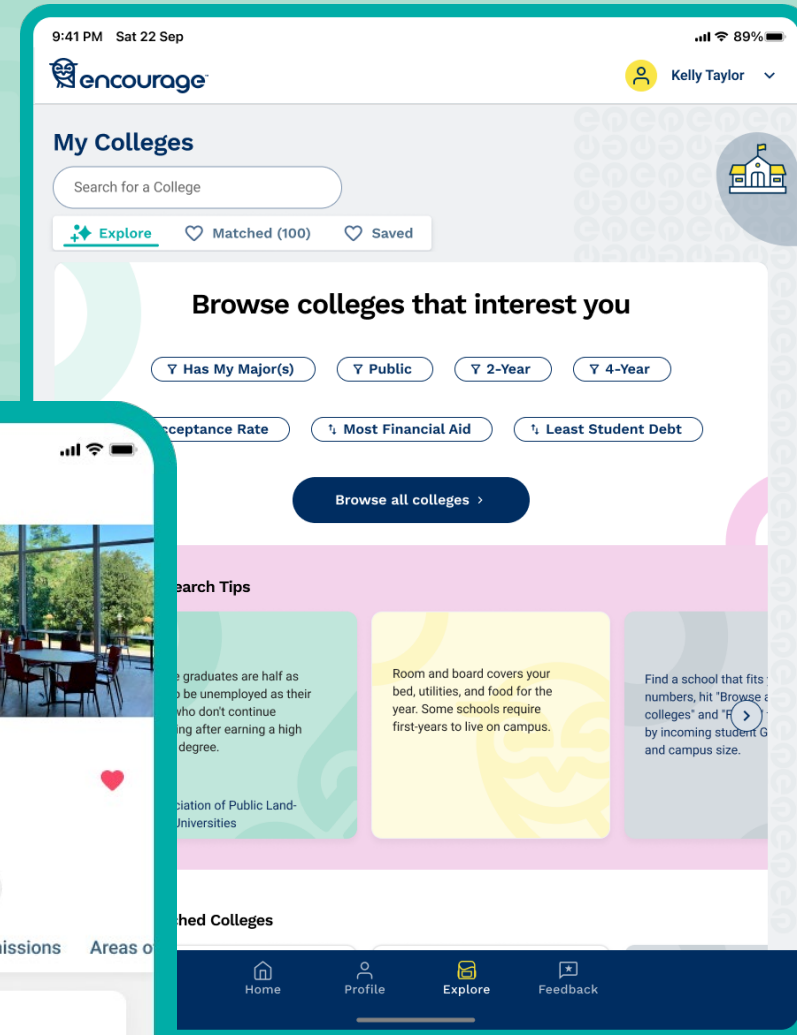 9:41 PM Sat 22 Sep
89%
encourage
Kelly Taylor
My Colleges
Search for a College
Explore
Matched (100)
Saved
Browse colleges that interest you
Has My Major(s)
Public
2-Year
4-Year
cceptance Rate
Most Financial Aid
Least Student Debt
Browse all colleges >
earch Tips
e graduates are half as
o be unemployed as their
who don't continue
ing after earning a high
degree.
ciation of Public Land-
Universities
Room and board covers your
bed, utilities, and food for the
year. Some schools require
first-years to live on campus.
Find a school that fits
numbers, hit "Browse a
colleges" and "F
by incoming student G
and campus size.
hed Colleges
issions
Areas o
Home
Profile
Explore
Feedback